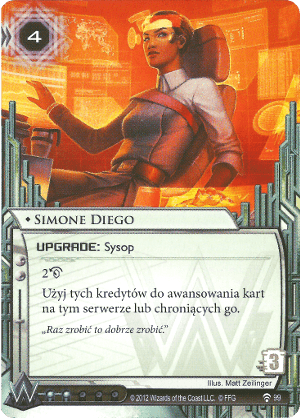 4
♦ SIMONE DIEGO
UPGRADE: Sysop
2
Użyj tych kredytów do awansowania kart
na tym serwerze lub chroniących go.
„Raz zrobić to dobrze zrobić.”
3
Illus. Matt Zeilinger
© 2012 Wizards of the Coast LLC. © FFG
99